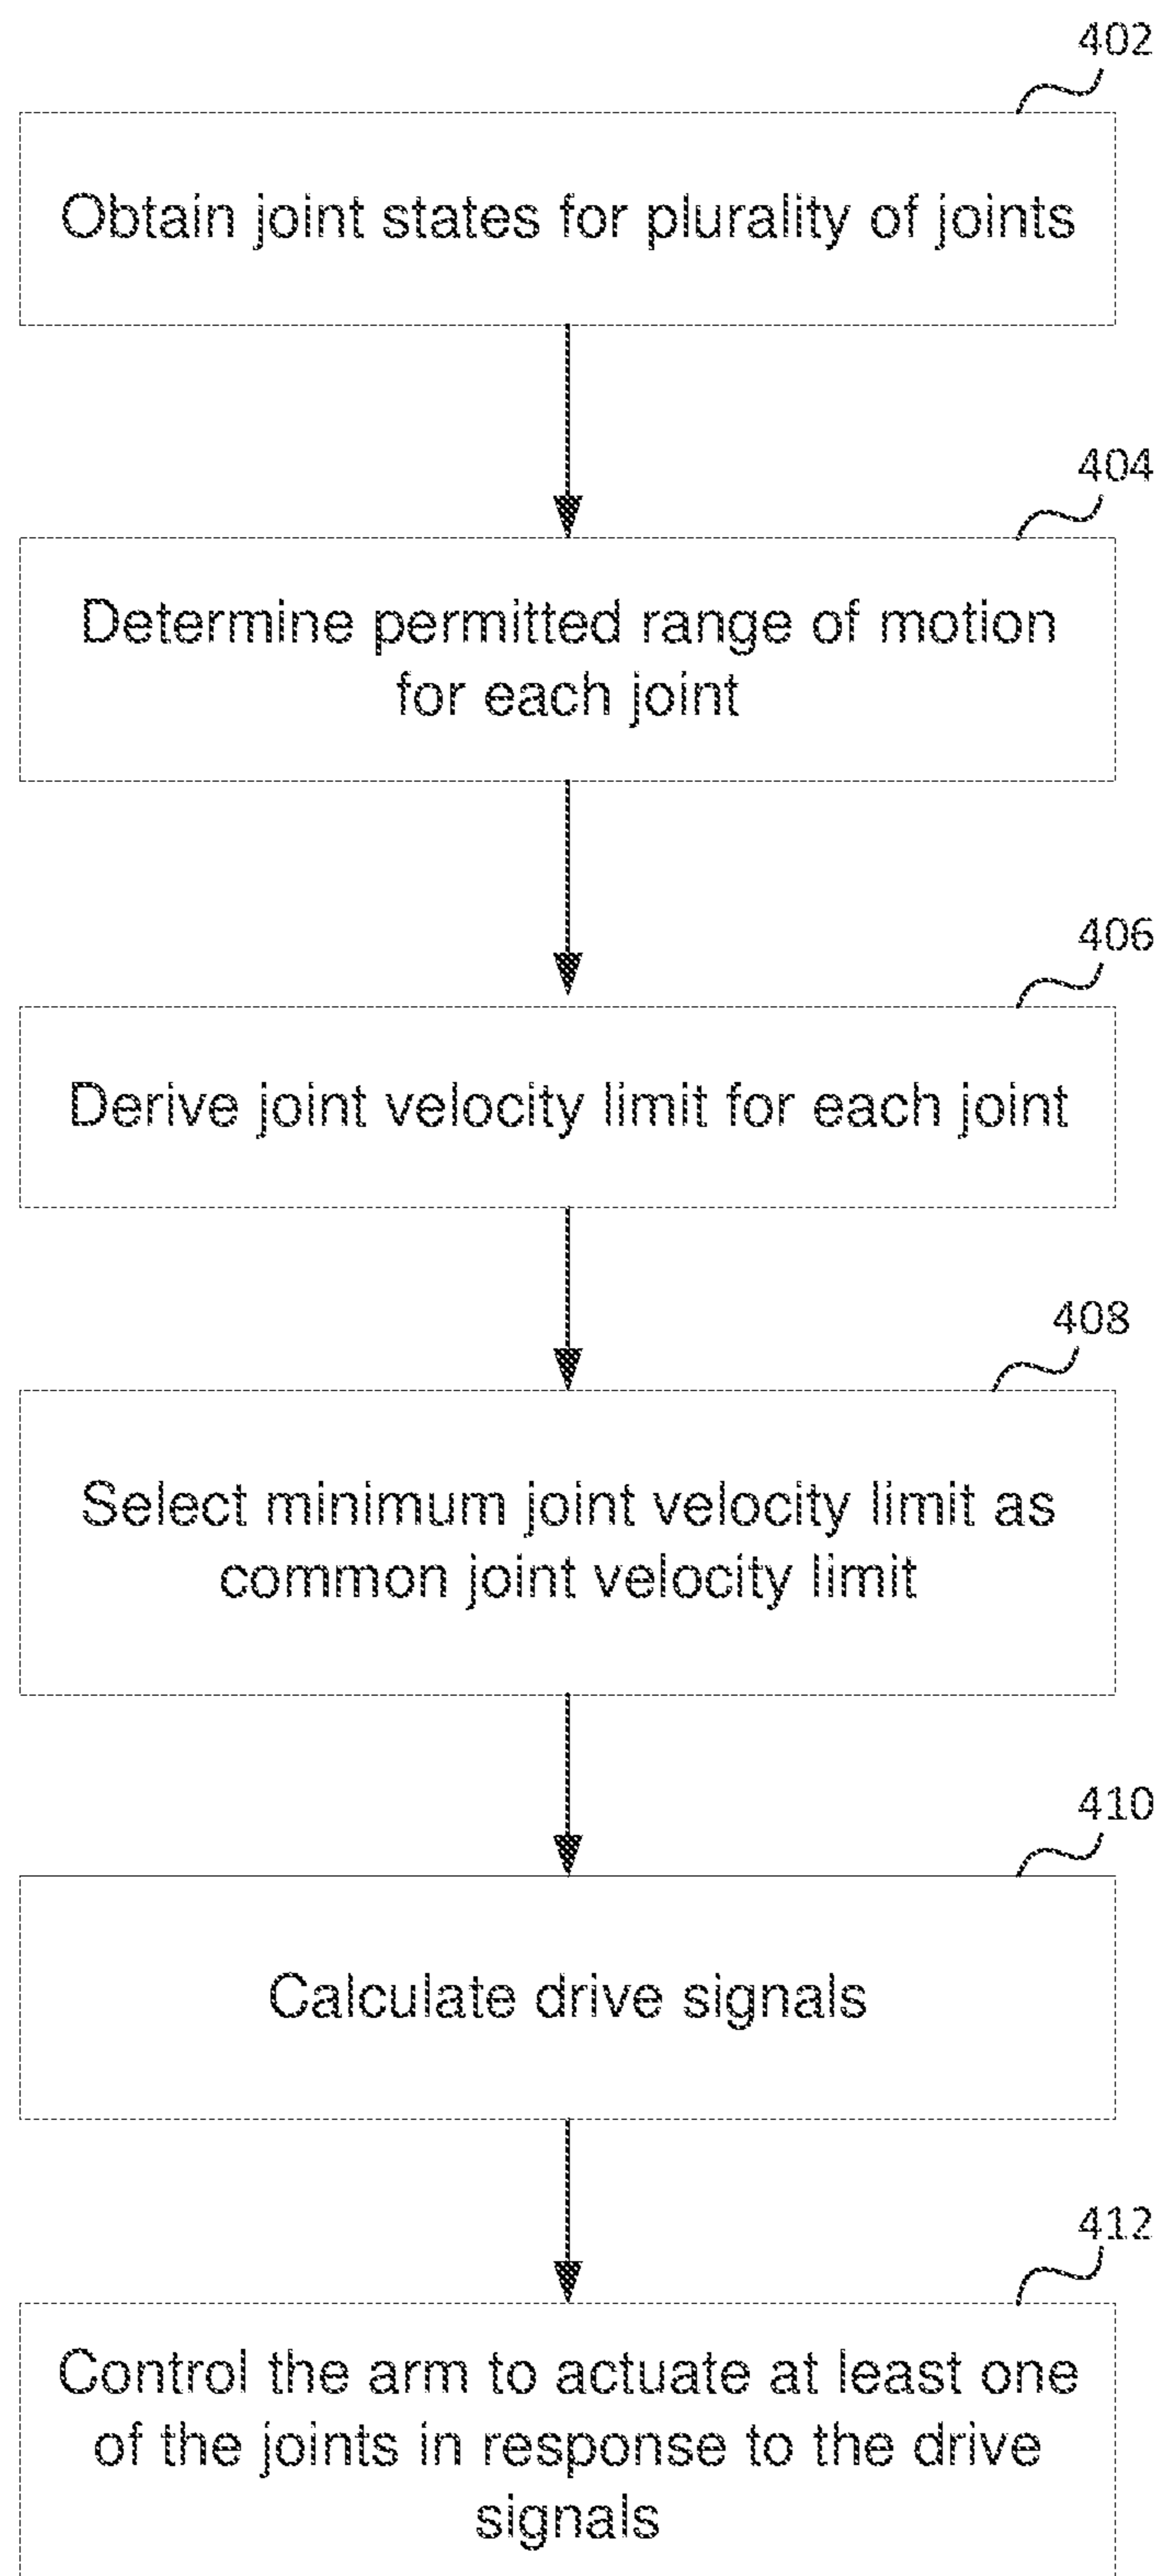 402
Obtain joint states for plurality of joints
404
Determine permitted range of motion
for each joint
406
Derive joint velocity limit for each joint
408
Select minimum joint velocity limit as
common joint velocity limit
410
Calculate drive signals
412
Control the arm to actuate at least one
of the joints in response to the drive
signals